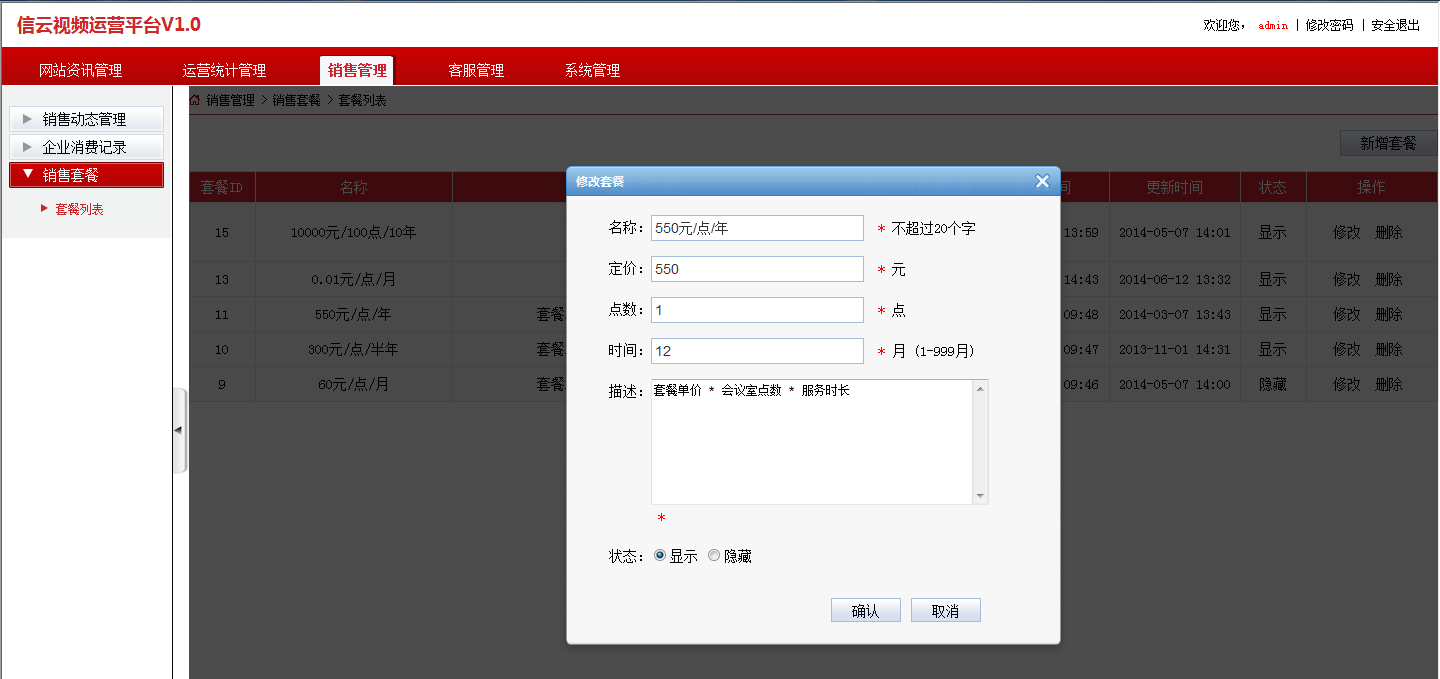 信云视频运营平台V1.0
欢迎您， admin | 修改密码 | 安全退出
网站资讯管理 运营统计管理 销售管理 客服管理 系统管理
销售动态管理
企业消费记录
销售套餐
套餐列表
销售管理 > 销售套餐 > 套餐列表
新增套餐
套餐ID 名称 间 更新时间 状态 操作
15 10000元/100点/10年 13:59 2014-05-07 14:01 显示 修改 删除
13 0.01元/点/月 14:43 2014-06-12 13:32 显示 修改 删除
11 550元/点/年 套餐 09:48 2014-03-07 13:43 显示 修改 删除
10 300元/点/半年 套餐 09:47 2013-11-01 14:31 显示 修改 删除
9 60元/点/月 套餐 09:46 2014-05-07 14:00 隐藏 修改 删除
修改套餐
名称： 550元/点/年 * 不超过20个字
定价： 550 * 元
点数： 1 * 点
时间： 12 * 月（1-999月）
描述： 套餐单价 * 会议室点数 * 服务时长
*
状态： 显示 隐藏
确认 取消